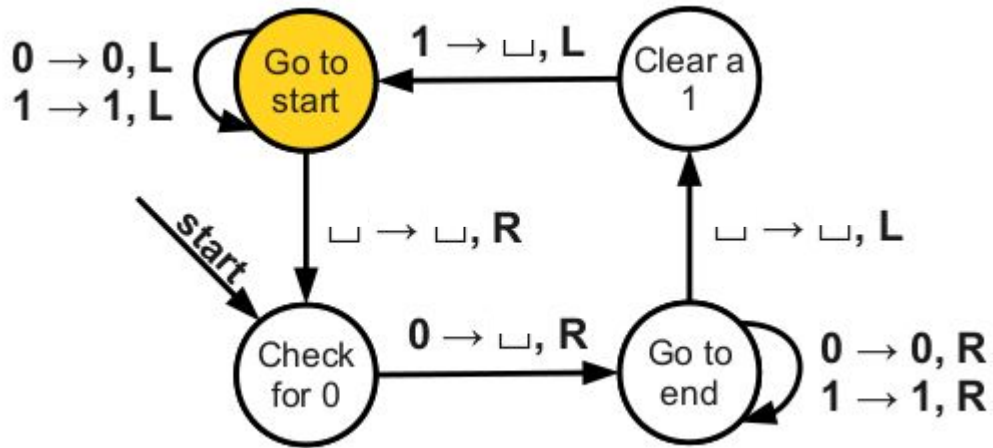 0 → 0, L
1 → 1, L
Go to
start
1 → ␣, L
Clear a
1
start
␣ → ␣, R
␣ → ␣, L
Check
for 0
0 → ␣, R
Go to
end
0 → 0, R
1 → 1, R